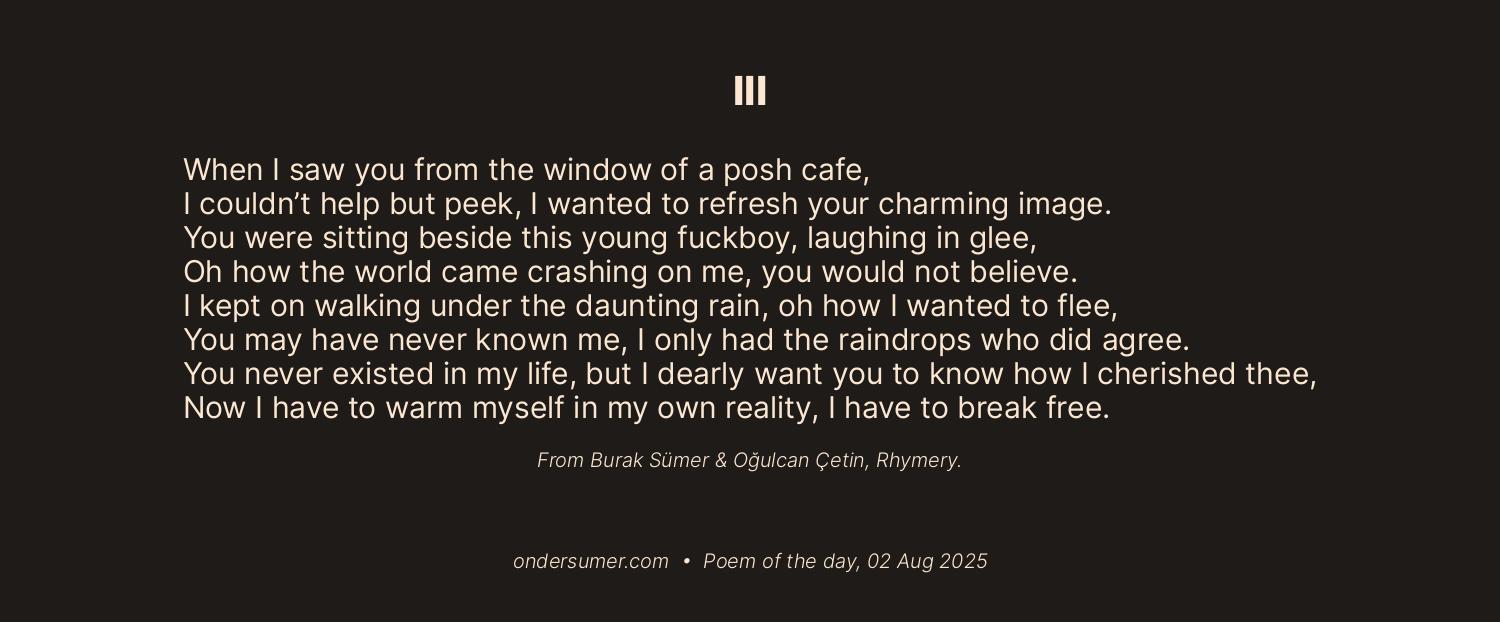 III
When I saw you from the window of a posh cafe,
I couldn’t help but peek, I wanted to refresh your charming image.
You were sitting beside this young fuckboy, laughing in glee,
Oh how the world came crashing on me, you would not believe.
I kept on walking under the daunting rain, oh how I wanted to flee,
You may have never known me, I only had the raindrops who did agree.
You never existed in my life, but I dearly want you to know how I cherished thee,
Now I have to warm myself in my own reality, I have to break free.
From Burak Sümer & Oğulcan Çetin, Rhymery.
ondersumer.com • Poem of the day, 02 Aug 2025